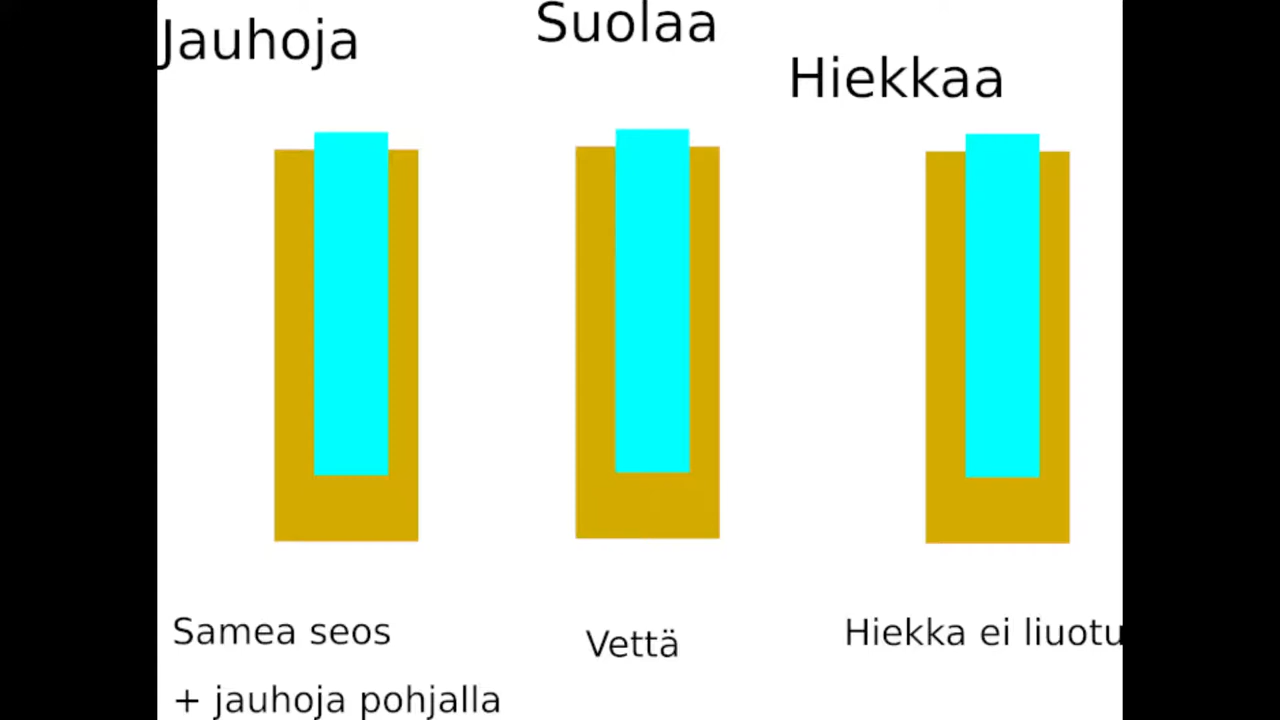 Jauhoja
Suolaa
Hiekkaa
Samea seos
+ jauhoja pohjalla
Vettä
Hiekka ei liuotu